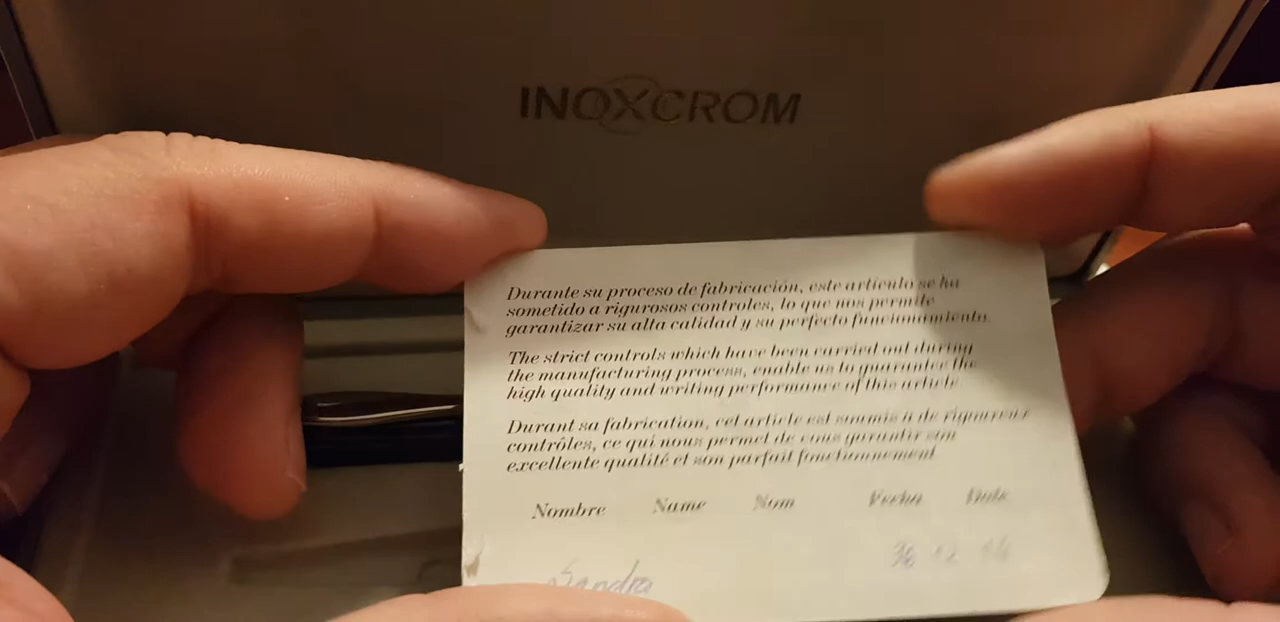 INOXCROM
Durante su proceso de fabricación, este artículo se ha
sometido a rigurosos controles, lo que nos permite
garantizar su alta calidad y su perfecto funcionamiento.
The strict controls which have been carried out during
the manufacturing process, enable us to guarantee the
high quality and writing performance of this article.
Durant sa fabrication, cet article est soumis a de rigoureux
contrôles, ce qui nous permet de vous garantir son
excellente qualité et son parfait fonctionnement.
Nombre Name Nom Fecha Date
Sandra